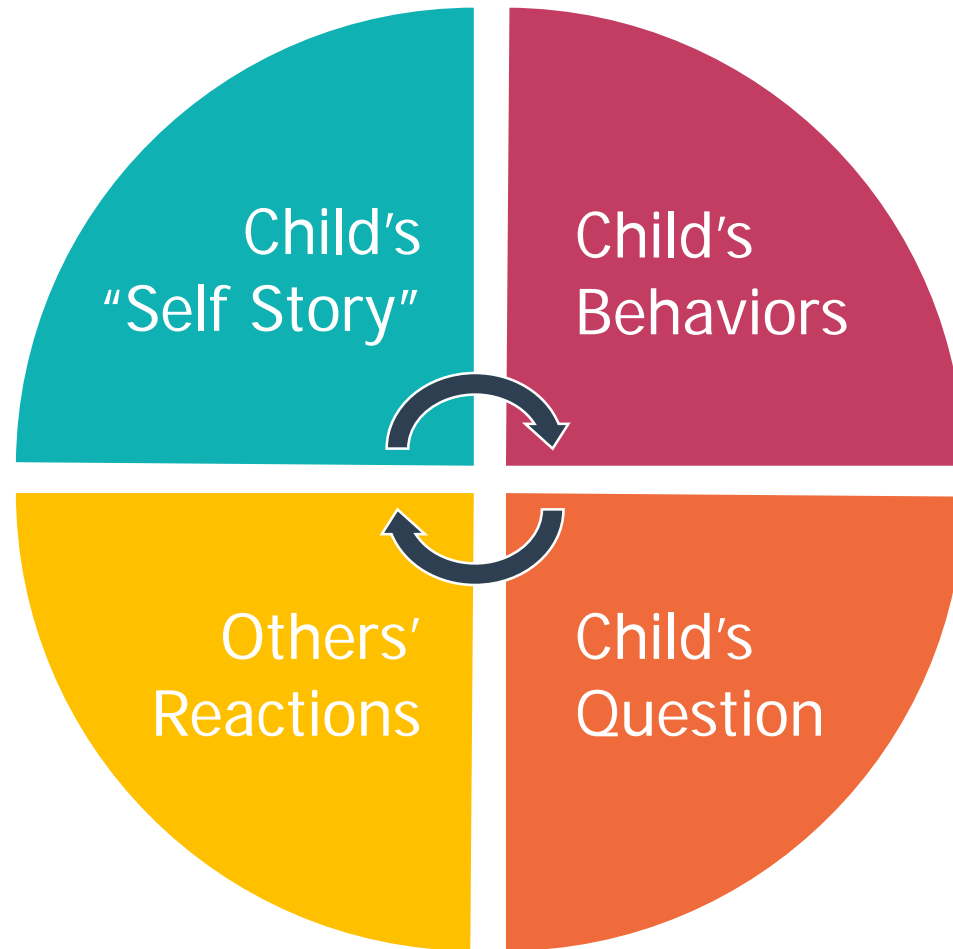 Child's
"Self Story"
Child's
Behaviors
Others'
Reactions
Child's
Question